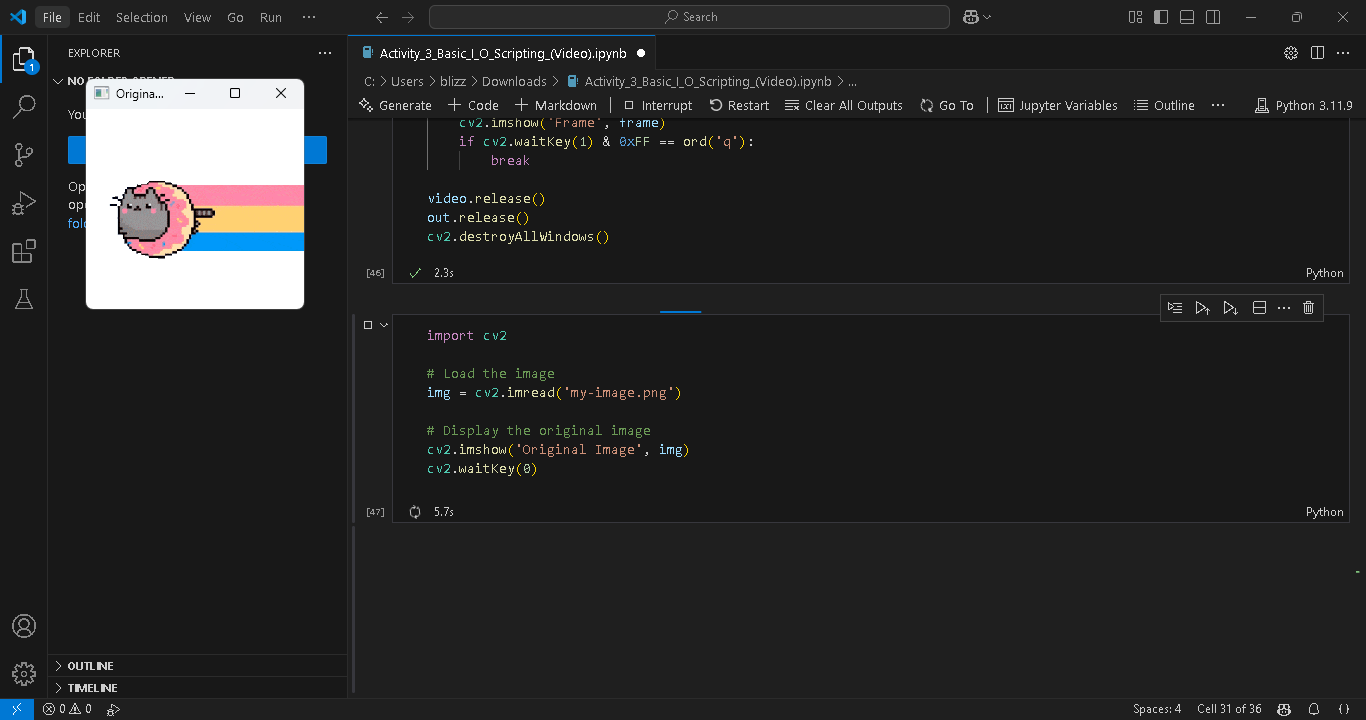 File Edit Selection View Go Run ··· Search
EXPLORER ···
NO FOLDER OPENED
You
Ope
ope
fold
Origina...
1
Activity_3_Basic_I_O_Scripting_(Video).ipynb
C: > Users > blizz > Downloads > Activity_3_Basic_I_O_Scripting_(Video).ipynb > ...
Generate + Code + Markdown | Interrupt Restart Clear All Outputs Go To | Jupyter Variables Outline ··· Python 3.11.9
cv2.imshow('Frame', frame)
if cv2.waitKey(1) & 0xFF == ord('q'):
break
video.release()
out.release()
cv2.destroyAllWindows()
[46] 2.3s Python
import cv2
# Load the image
img = cv2.imread('my-image.png')
# Display the original image
cv2.imshow('Original Image', img)
cv2.waitKey(0)
[47] 5.7s Python
OUTLINE
TIMELINE
0 0 Spaces: 4 Cell 31 of 36